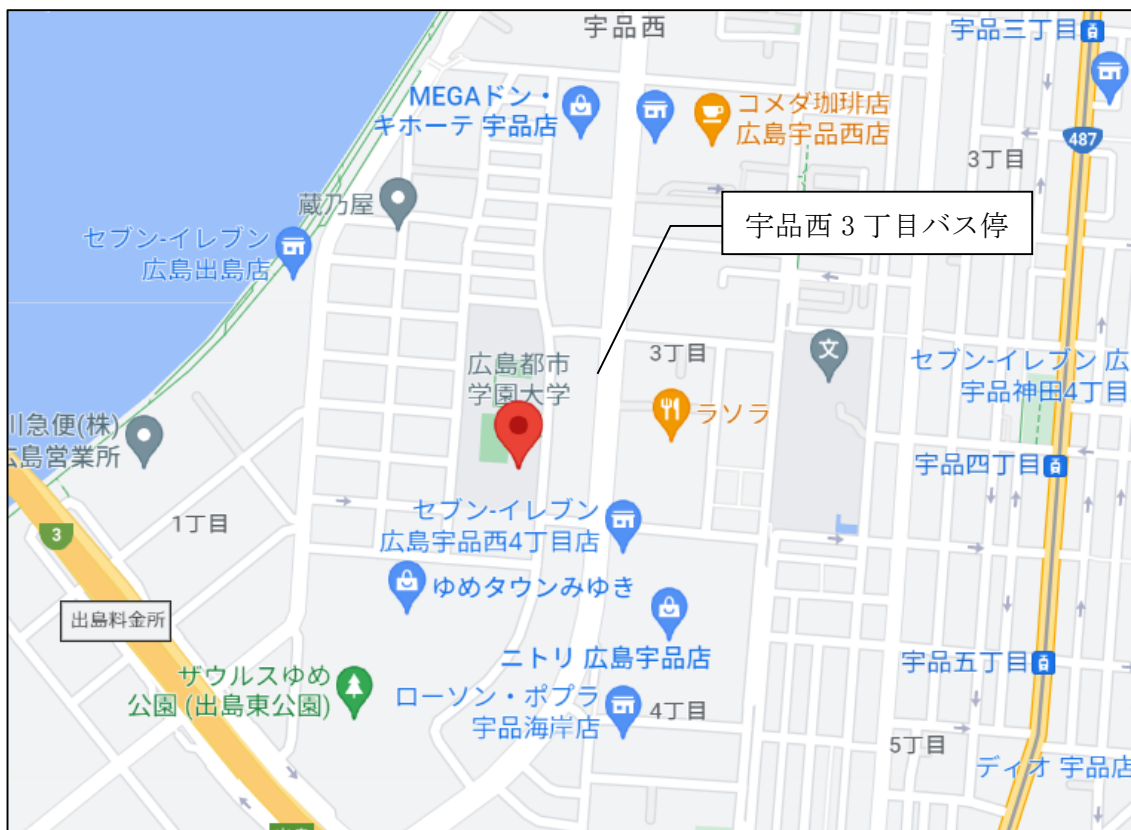 宇品西
宇品三丁目
MEGAドン・
キホーテ 宇品店
コメダ珈琲店
広島宇品西店
487
3丁目
蔵乃屋
宇品西3丁目バス停
セブン-イレブン
広島出島店
3丁目
文
広島都市
学園大学
セブン-イレブン 広
宇品神田4丁目
ラソラ
川急便(株)
広島営業所
宇品四丁目
セブン-イレブン
広島宇品西4丁目店
1丁目
3
ゆめタウンみゆき
出島料金所
ニトリ 広島宇品店
宇品五丁目
ザウルスゆめ
公園 (出島東公園)
ローソン・ポプラ
宇品海岸店
4丁目
5丁目
ディオ 宇品店